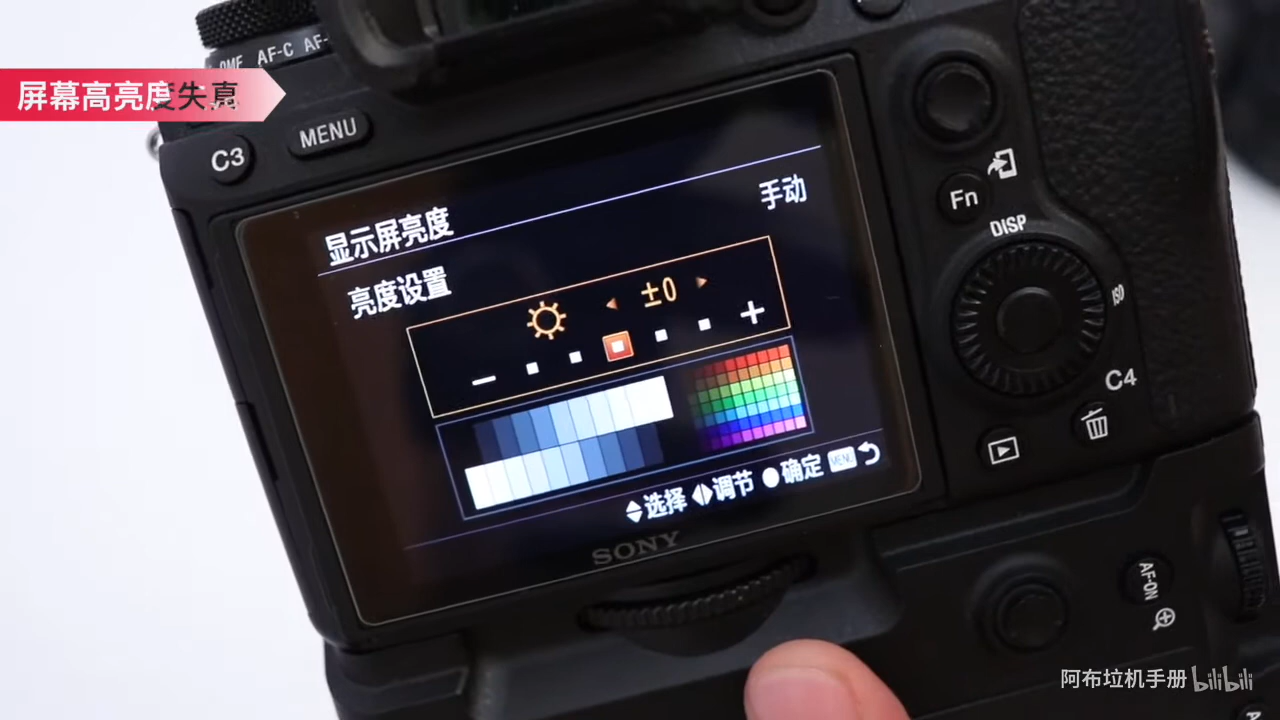 DMF AF-C AF-
屏幕高亮度失真
MENU
C3
手动
显示屏亮度
亮度设置
±0
Fn
DISP
ISO
C4
选择 调节 确定 MENU
SONY
AF-ON
阿布垃机手册 bilibili